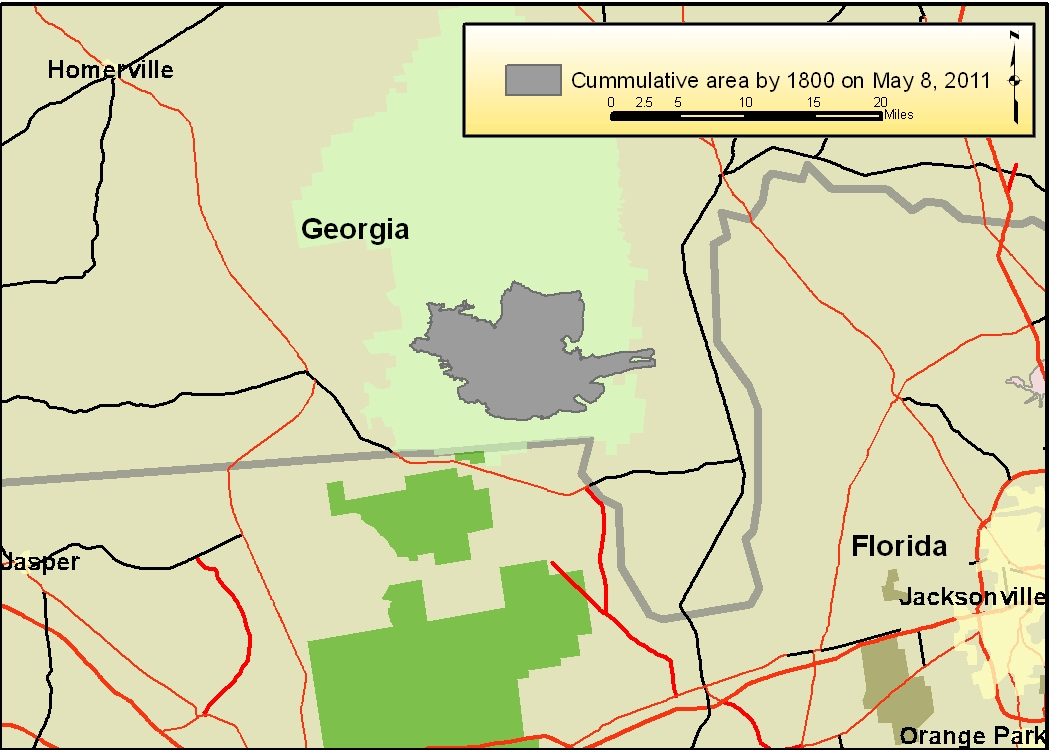 Homerville
Cummulative area by 1800 on May 8, 2011
0 2.5 5 10 15 20
Miles
Georgia
Florida
Jasper
Jacksonville
Orange Park